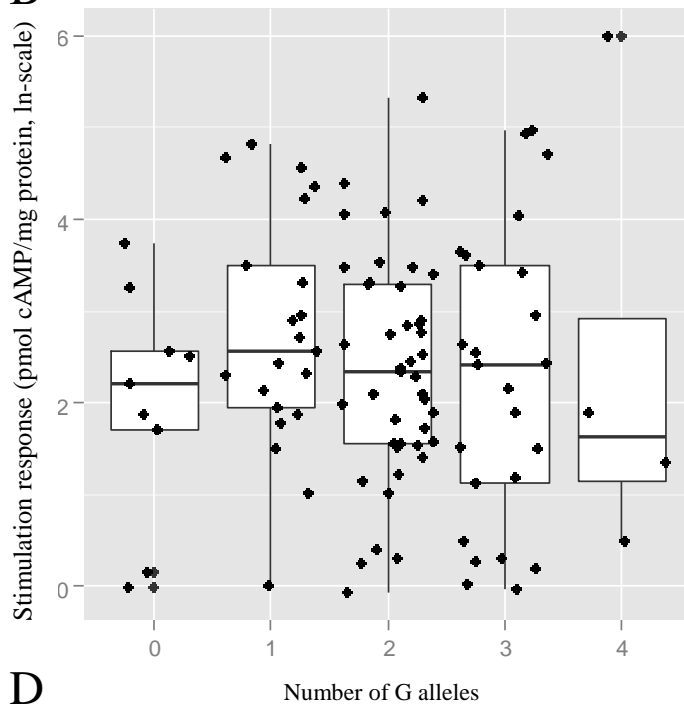 Stimulation response (pmol cAMP/mg protein, ln-scale)
6
4
2
0
0 1 2 3 4
Number of G alleles
D